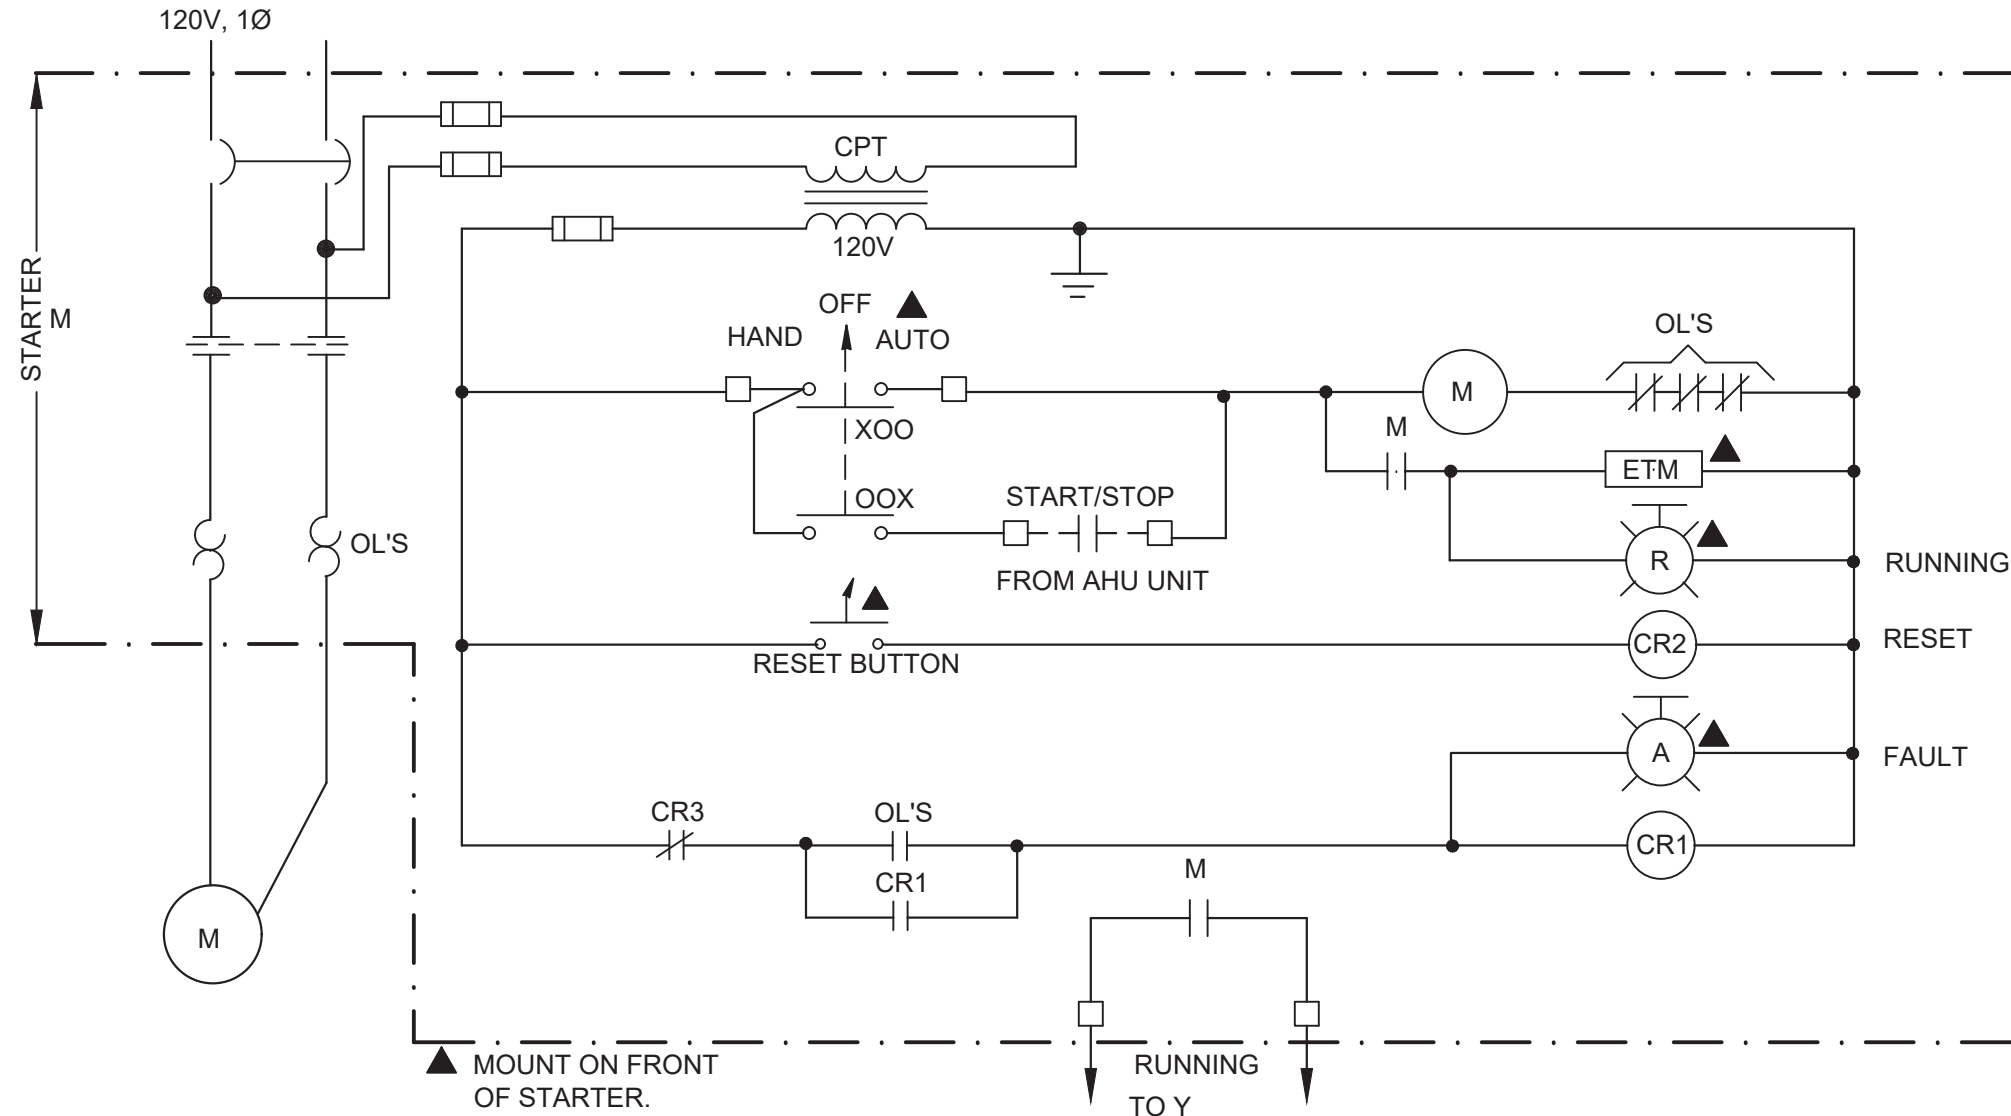 120V, 1Ø
CPT
120V
STARTER
M
OFF
HAND
AUTO
XOO
OOX
START/STOP
FROM AHU UNIT
OL'S
M
M
ETM
R
RUNNING
OL'S
RESET BUTTON
CR2
RESET
A
FAULT
CR3
OL'S
CR1
CR1
M
M
MOUNT ON FRONT
OF STARTER.
RUNNING
TO Y